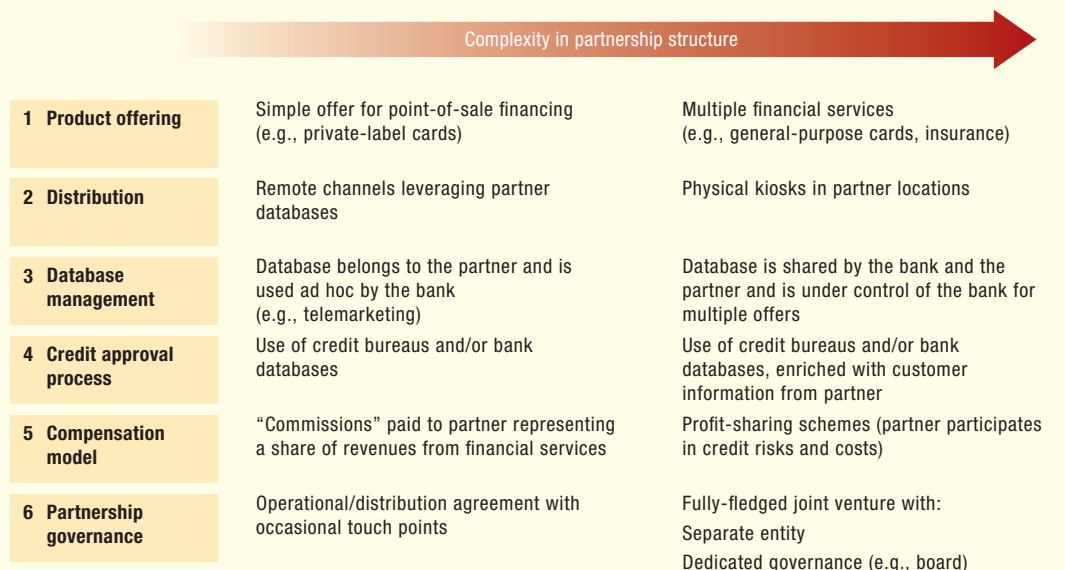 Complexity in partnership structure
1 Product offering
Simple offer for point-of-sale financing
(e.g., private-label cards)
Multiple financial services
(e.g., general-purpose cards, insurance)
2 Distribution
Remote channels leveraging partner
databases
Physical kiosks in partner locations
3 Database
management
Database belongs to the partner and is
used ad hoc by the bank
(e.g., telemarketing)
Database is shared by the bank and the
partner and is under control of the bank for
multiple offers
4 Credit approval
process
Use of credit bureaus and/or bank
databases
Use of credit bureaus and/or bank
databases, enriched with customer
information from partner
5 Compensation
model
“Commissions” paid to partner representing
a share of revenues from financial services
Profit-sharing schemes (partner participates
in credit risks and costs)
6 Partnership
governance
Operational/distribution agreement with
occasional touch points
Fully-fledged joint venture with:
Separate entity
Dedicated governance (e.g., board)